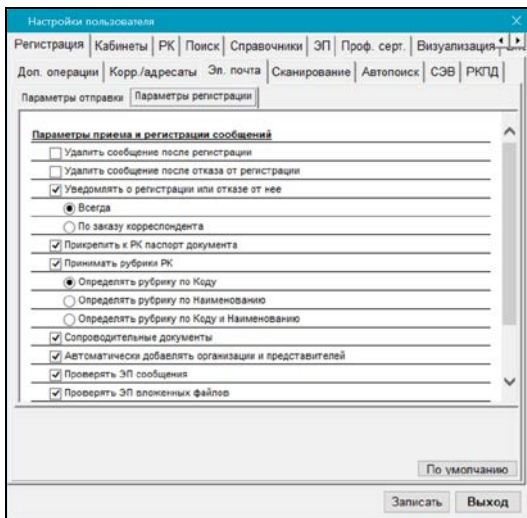 Настройки пользователя
Регистрация Кабинеты РК Поиск Справочники ЭП Проф. серт. Визуализация
Доп. операции Корр./адресаты Эл. почта Сканирование Автопоиск СЭВ РКПД
Параметры отправки Параметры регистрации
Параметры приема и регистрации сообщений
Удалить сообщение после регистрации
Удалить сообщение после отказа от регистрации
Уведомлять о регистрации или отказе от нее
Всегда
По заказу корреспондента
Прикрепить к РК паспорт документа
Принимать рубрики РК
Определять рубрику по Коду
Определять рубрику по Наименованию
Определять рубрику по Коду и Наименованию
Сопроводительные документы
Автоматически добавлять организации и представителей
Проверять ЭП сообщения
Проверять ЭП вложенных файлов
По умолчанию
Записать Выход